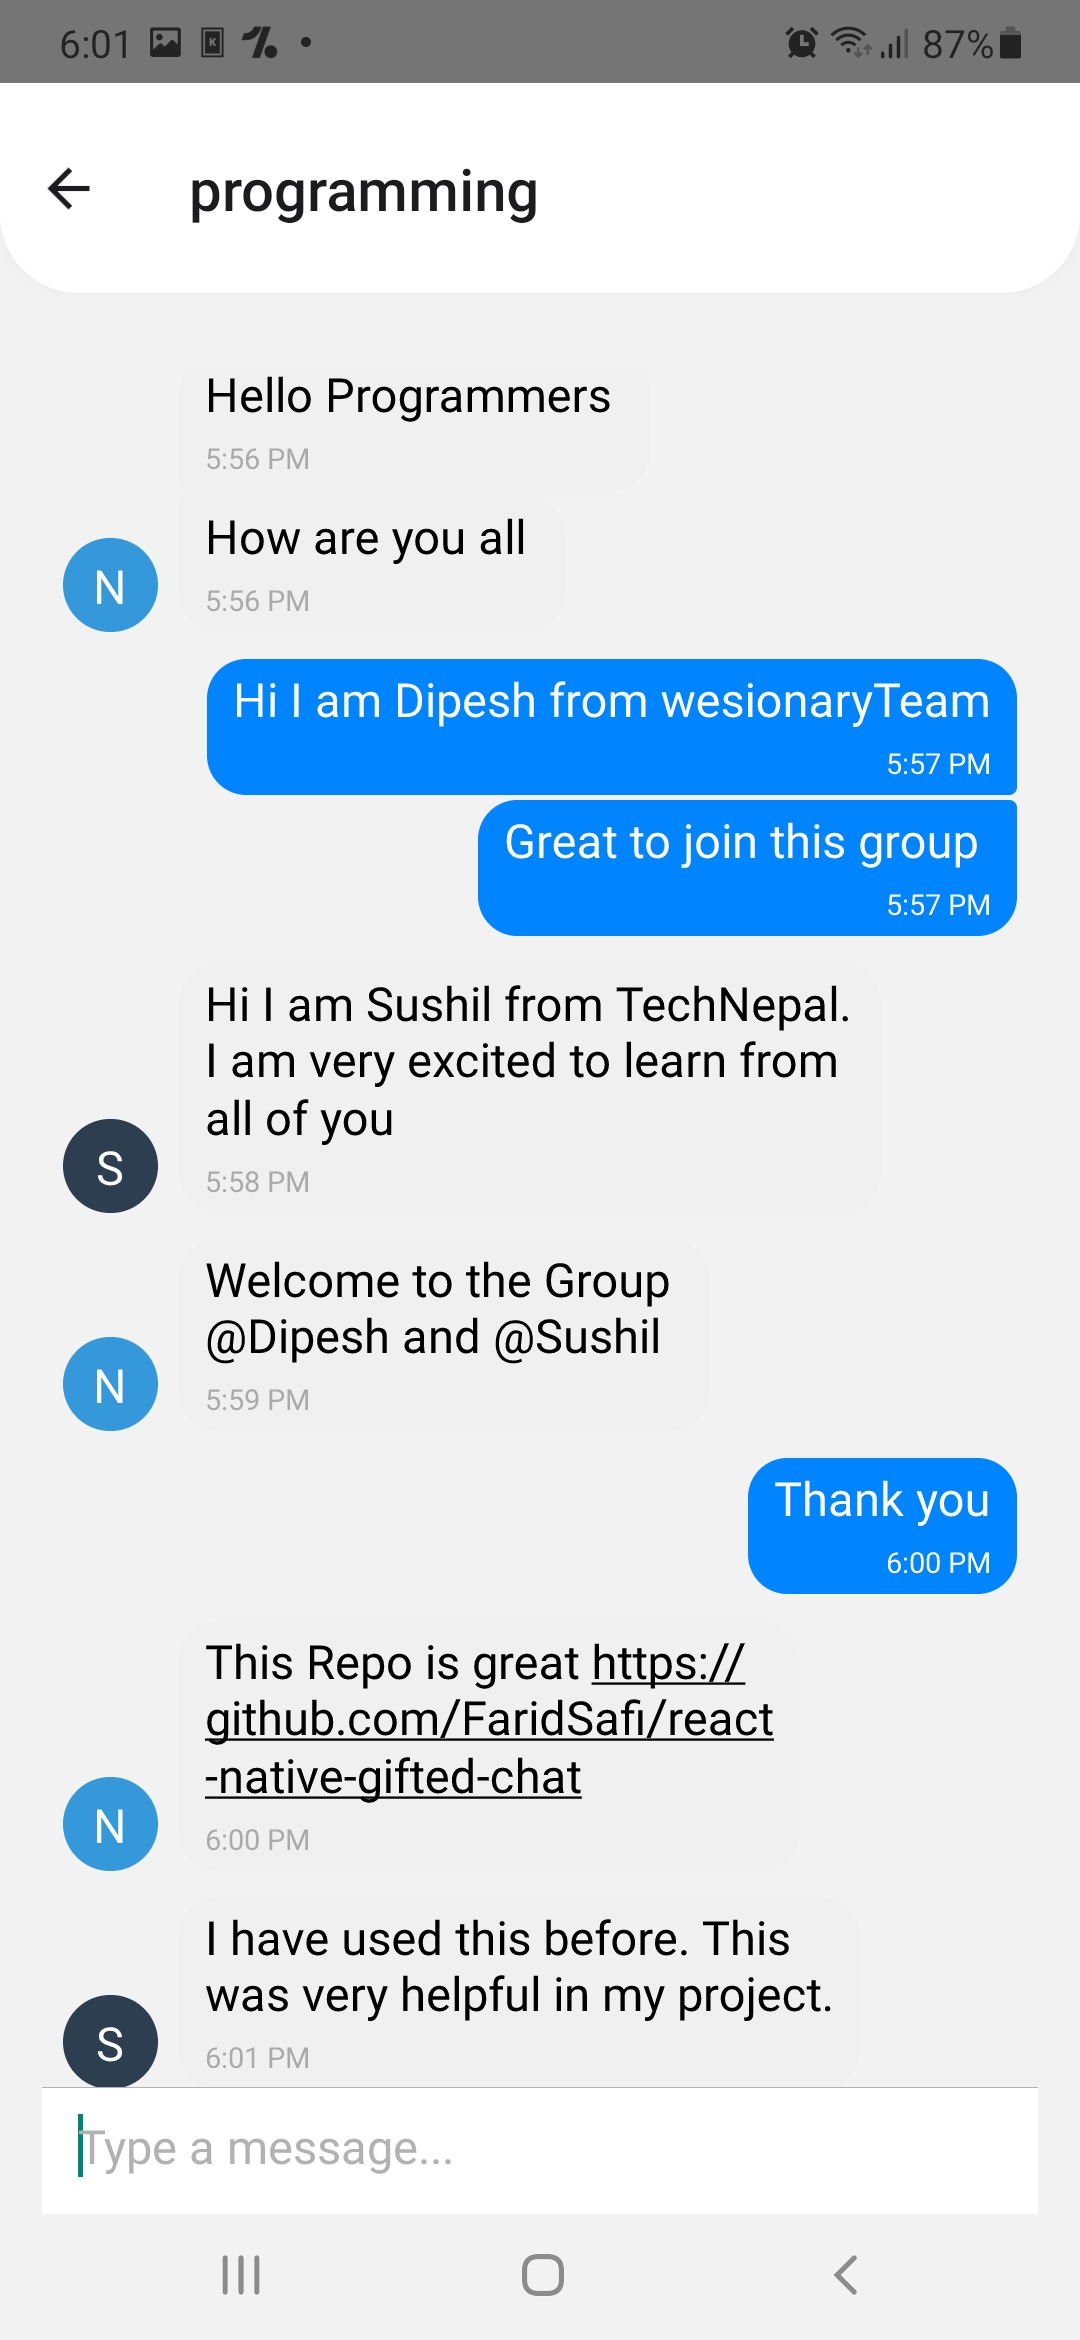 6:01
87%
programming
Hello Programmers
5:56 PM
How are you all
N
5:56 PM
Hi I am Dipesh from wesionaryTeam
5:57 PM
Great to join this group
5:57 PM
Hi I am Sushil from TechNepal.
I am very excited to learn from
all of you
S
5:58 PM
Welcome to the Group
@Dipesh and @Sushil
N
5:59 PM
Thank you
6:00 PM
This Repo is great https://
github.com/FaridSafi/react
-native-gifted-chat
N
6:00 PM
I have used this before. This
was very helpful in my project.
S
6:01 PM
Type a message...